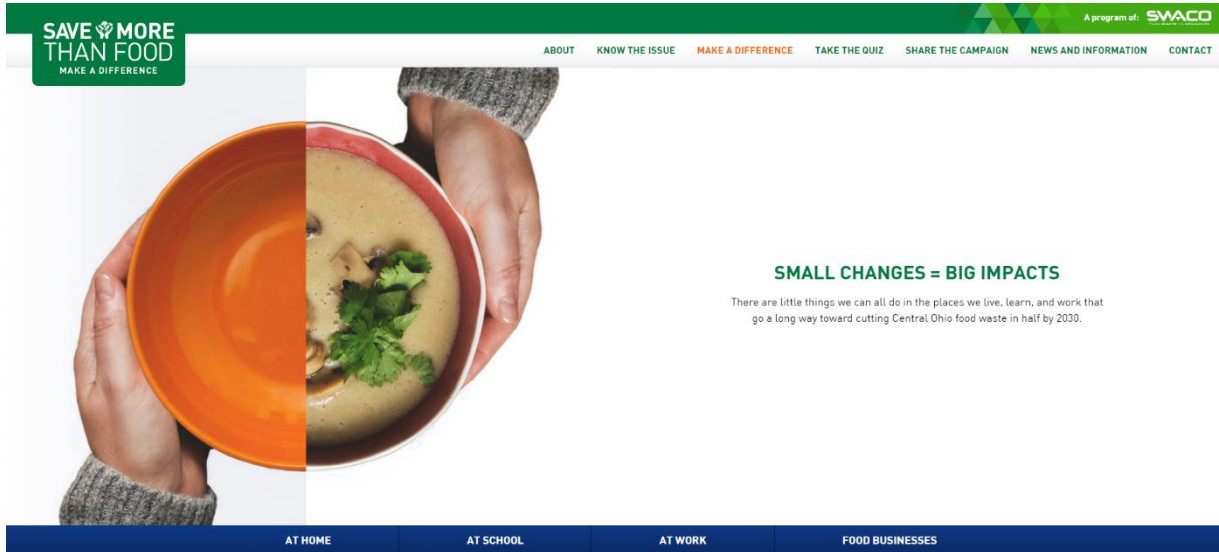 A program of: SWACO
SAVE MORE
THAN FOOD
MAKE A DIFFERENCE
ABOUT KNOW THE ISSUE MAKE A DIFFERENCE TAKE THE QUIZ SHARE THE CAMPAIGN NEWS AND INFORMATION CONTACT
SMALL CHANGES = BIG IMPACTS
There are little things we can all do in the places we live, learn, and work that
go a long way toward cutting Central Ohio food waste in half by 2030.
AT HOME AT SCHOOL AT WORK FOOD BUSINESSES